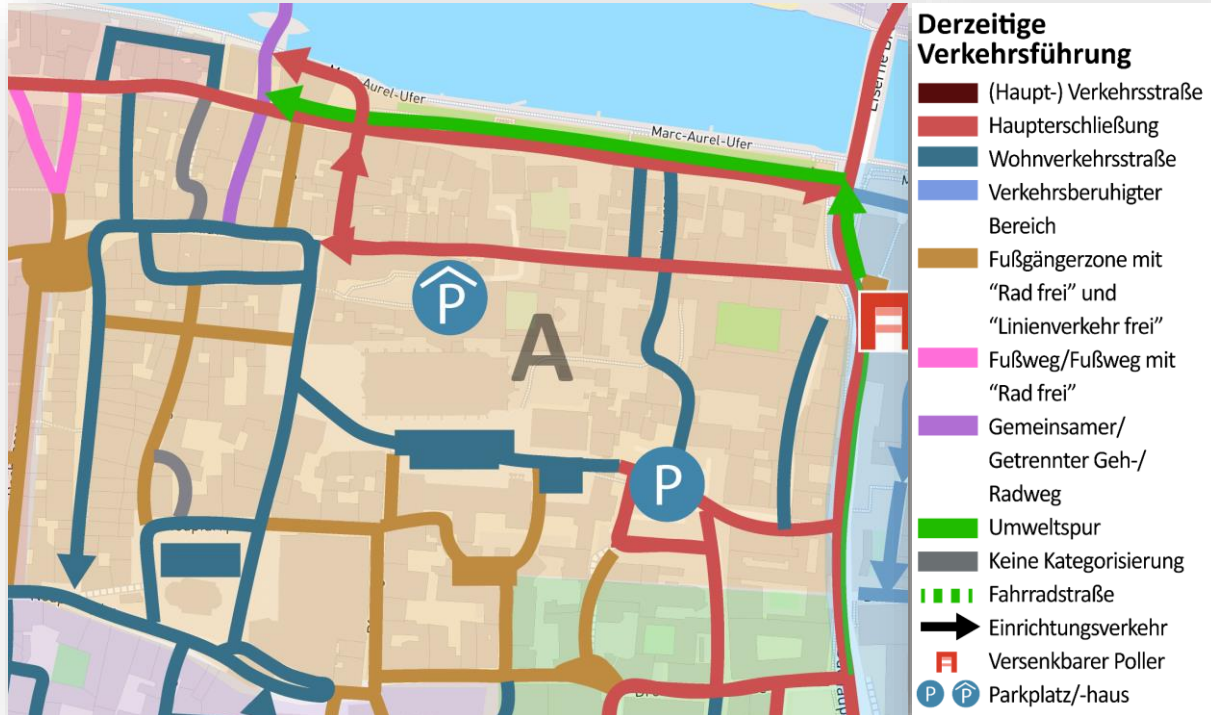 Marc-Aurel-Ufer
Marc-Aurel-Ufer
A
P
P
Derzeitige
Verkehrsführung
(Haupt-) Verkehrsstraße
Haupterschließung
Wohnverkehrsstraße
Verkehrsberuhigter
Bereich
Fußgängerzone mit
“Rad frei” und
“Linienverkehr frei”
Fußweg/Fußweg mit
“Rad frei”
Gemeinsamer/
Getrennter Geh-/
Radweg
Umweltspur
Keine Kategorisierung
Fahrradstraße
Einrichtungsverkehr
Versenkbarer Poller
P P Parkplatz/-haus